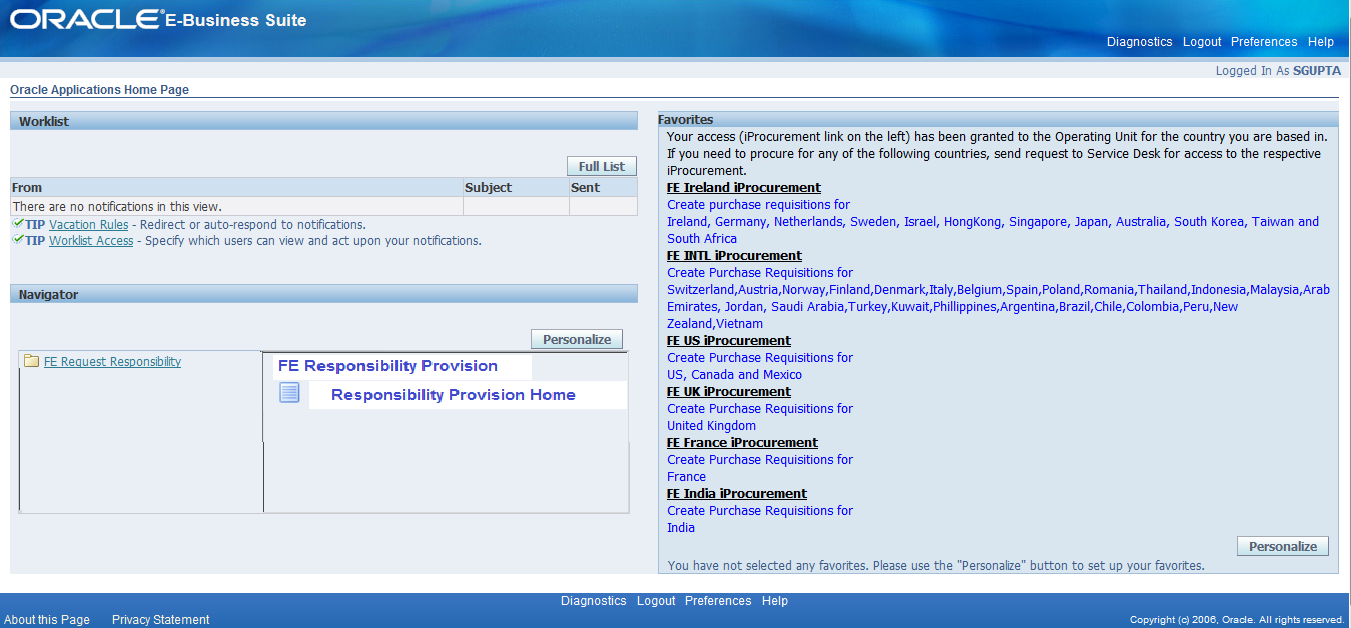 ORACLE® E-Business Suite
Diagnostics Logout Preferences Help
Logged In As SGUPTA
Oracle Applications Home Page
Worklist
Full List
From Subject Sent
There are no notifications in this view.
TIP Vacation Rules - Redirect or auto-respond to notifications.
TIP Worklist Access - Specify which users can view and act upon your notifications.
Navigator
Personalize
FE Request Responsibility
FE Responsibility Provision
Responsibility Provision Home
Favorites
Your access (iProcurement link on the left) has been granted to the Operating Unit for the country you are based in.
If you need to procure for any of the following countries, send request to Service Desk for access to the respective
iProcurement.
FE Ireland iProcurement
Create purchase requisitions for
Ireland, Germany, Netherlands, Sweden, Israel, HongKong, Singapore, Japan, Australia, South Korea, Taiwan and
South Africa
FE INTL iProcurement
Create Purchase Requisitions for
Switzerland,Austria,Norway,Finland,Denmark,Italy,Belgium,Spain,Poland,Romania,Thailand,Indonesia,Malaysia,Arab
Emirates, Jordan, Saudi Arabia,Turkey,Kuwait,Phillippines,Argentina,Brazil,Chile,Colombia,Peru,New
Zealand,Vietnam
FE US iProcurement
Create Purchase Requisitions for
US, Canada and Mexico
FE UK iProcurement
Create Purchase Requisitions for
United Kingdom
FE France iProcurement
Create Purchase Requisitions for
France
FE India iProcurement
Create Purchase Requisitions for
India
Personalize
You have not selected any favorites. Please use the "Personalize" button to set up your favorites.
Diagnostics Logout Preferences Help
About this Page Privacy Statement
Copyright (c) 2006, Oracle. All rights reserved.